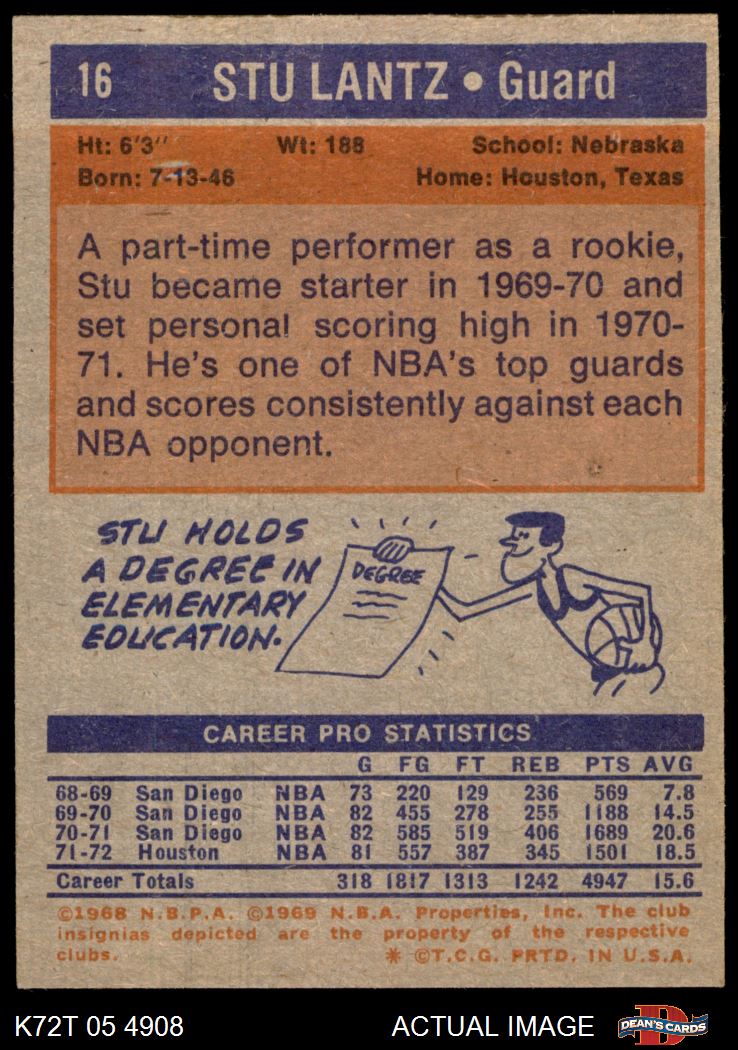 16 STU LANTZ • Guard
Ht: 6'3" Wt: 188 School: Nebraska
Born: 7-13-46 Home: Houston, Texas
A part-time performer as a rookie,
Stu became starter in 1969-70 and
set personal scoring high in 1970-
71. He's one of NBA's top guards
and scores consistently against each
NBA opponent.
STU HOLDS
A DEGREE IN
ELEMENTARY
EDUCATION.
DEGREE
CAREER PRO STATISTICS
G FG FT REB PTS AVG
68-69 San Diego NBA 73 220 129 236 569 7.8
69-70 San Diego NBA 82 455 278 255 1188 14.5
70-71 San Diego NBA 82 585 519 406 1689 20.6
71-72 Houston NBA 81 557 387 345 1501 18.5
Career Totals 318 1817 1313 1242 4947 15.6
©1968 N.B.P.A. ©1969 N.B.A. Properties, Inc. The club
insignias depicted are the property of the respective
clubs. * ©T.C.G. PRTD. IN U.S.A.
K72T 05 4908 ACTUAL IMAGE DEAN'S CARDS